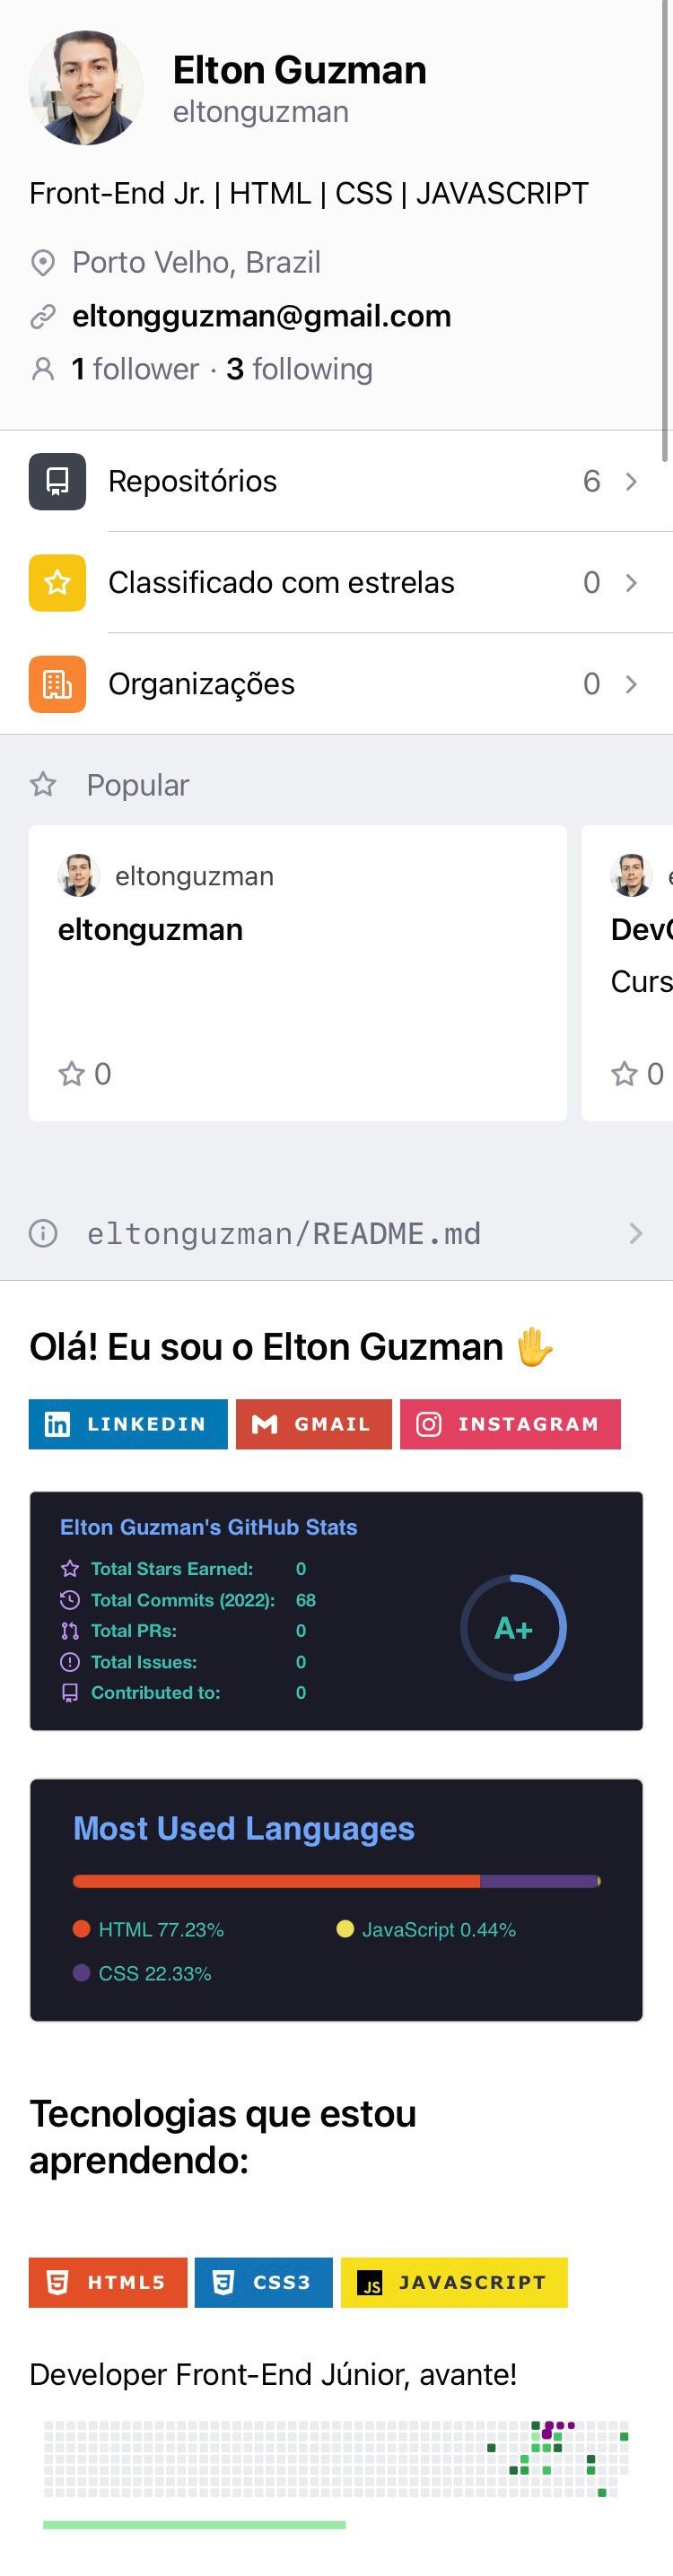 Elton Guzman
eltonguzman
Front-End Jr. | HTML | CSS | JAVASCRIPT
Porto Velho, Brazil
eltongguzman@gmail.com
1 follower · 3 following
Repositórios 6
Classificado com estrelas 0
Organizações 0
Popular
eltonguzman
eltonguzman
0
Dev
Curs
0
eltonguzman/README.md
Olá! Eu sou o Elton Guzman ✋
LINKEDIN GMAIL INSTAGRAM
Elton Guzman's GitHub Stats
Total Stars Earned: 0
Total Commits (2022): 68
Total PRs: 0
Total Issues: 0
Contributed to: 0
A+
Most Used Languages
HTML 77.23% JavaScript 0.44%
CSS 22.33%
Tecnologias que estou
aprendendo:
HTML5 CSS3 JS JAVASCRIPT
Developer Front-End Júnior, avante!